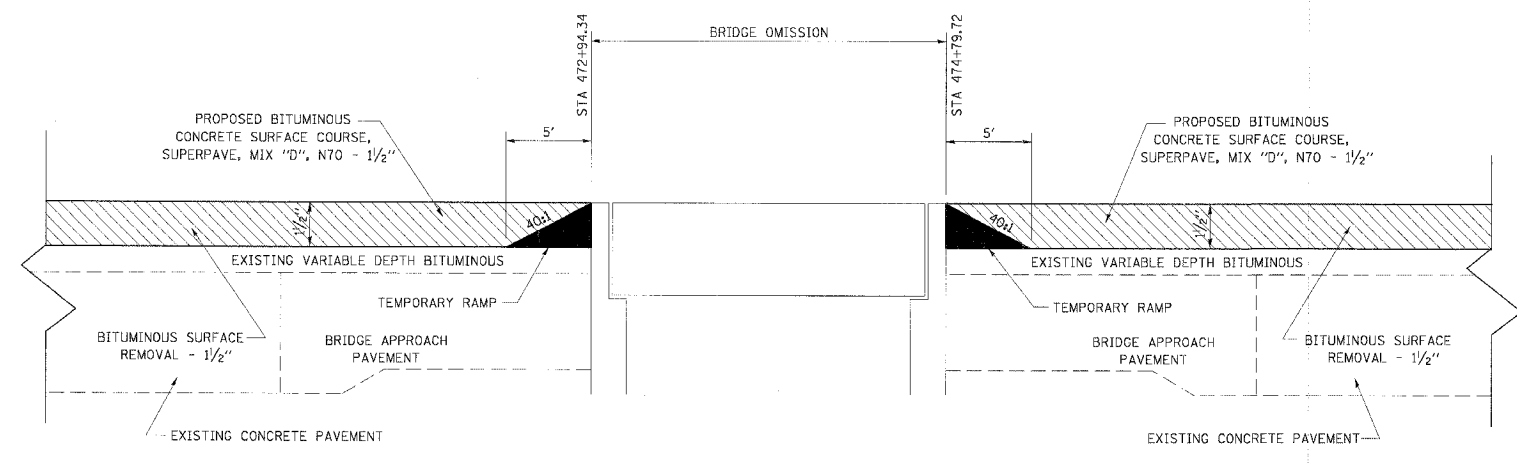 BRIDGE OMISSION
STA 472+94.34
STA 474+79.72
PROPOSED BITUMINOUS
CONCRETE SURFACE COURSE,
SUPERPAVE, MIX "D", N70 - 1½"
5'
5'
PROPOSED BITUMINOUS
CONCRETE SURFACE COURSE,
SUPERPAVE, MIX "D", N70 - 1½"
1½"
40:1
40:1
1½"
EXISTING VARIABLE DEPTH BITUMINOUS
EXISTING VARIABLE DEPTH BITUMINOUS
TEMPORARY RAMP
TEMPORARY RAMP
BITUMINOUS SURFACE
REMOVAL - 1½"
BRIDGE APPROACH
PAVEMENT
BRIDGE APPROACH
PAVEMENT
BITUMINOUS SURFACE
REMOVAL - 1½"
EXISTING CONCRETE PAVEMENT
EXISTING CONCRETE PAVEMENT